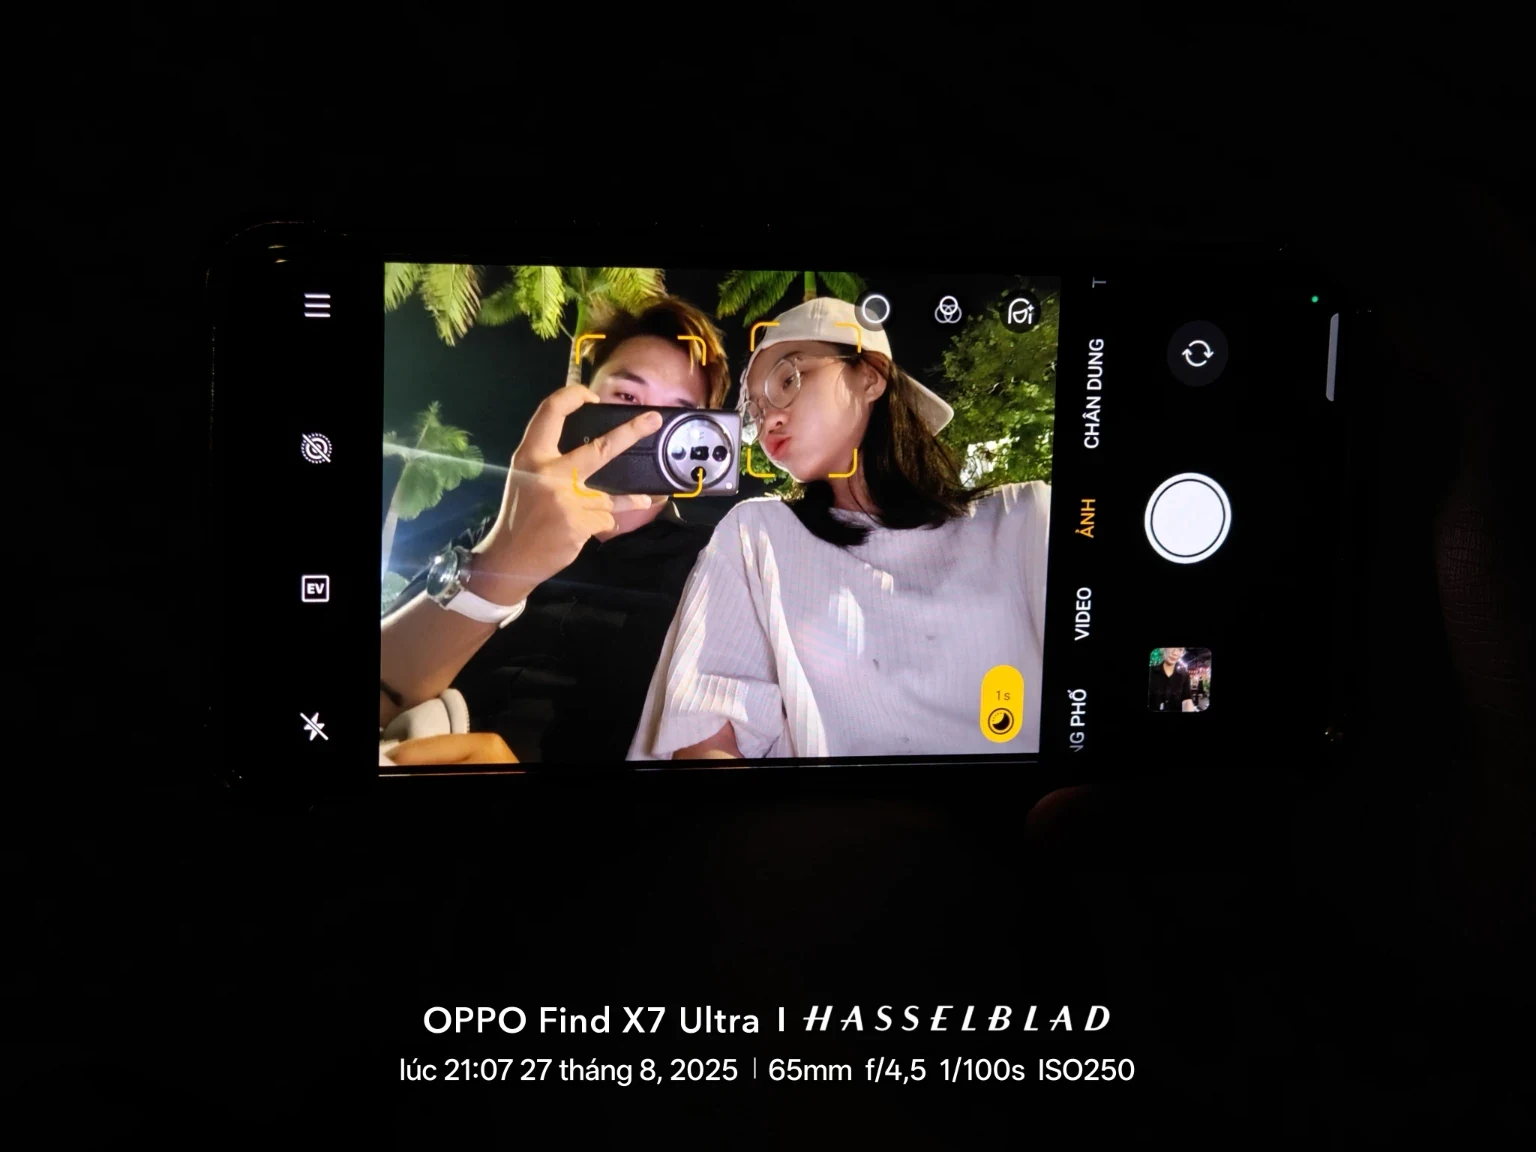 T
CHÂN DUNG
ẢNH
VIDEO
NG PHỐ
EV
1s
OPPO Find X7 Ultra | HASSELBLAD
lúc 21:07 27 tháng 8, 2025 | 65mm f/4,5 1/100s ISO250